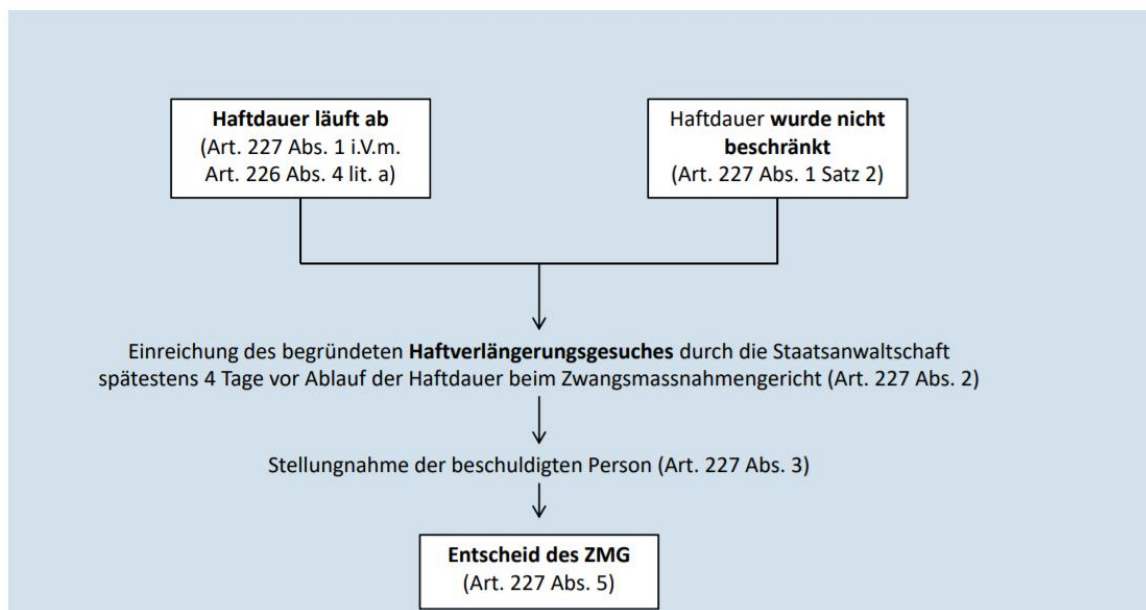 Haftdauer läuft ab
(Art. 227 Abs. 1 i.V.m.
Art. 226 Abs. 4 lit. a)
Haftdauer wurde nicht
beschränkt
(Art. 227 Abs. 1 Satz 2)
Einreichung des begründeten Haftverlängerungsgesuches durch die Staatsanwaltschaft
spätestens 4 Tage vor Ablauf der Haftdauer beim Zwangsmassnahmengericht (Art. 227 Abs. 2)
Stellungnahme der beschuldigten Person (Art. 227 Abs. 3)
Entscheid des ZMG
(Art. 227 Abs. 5)